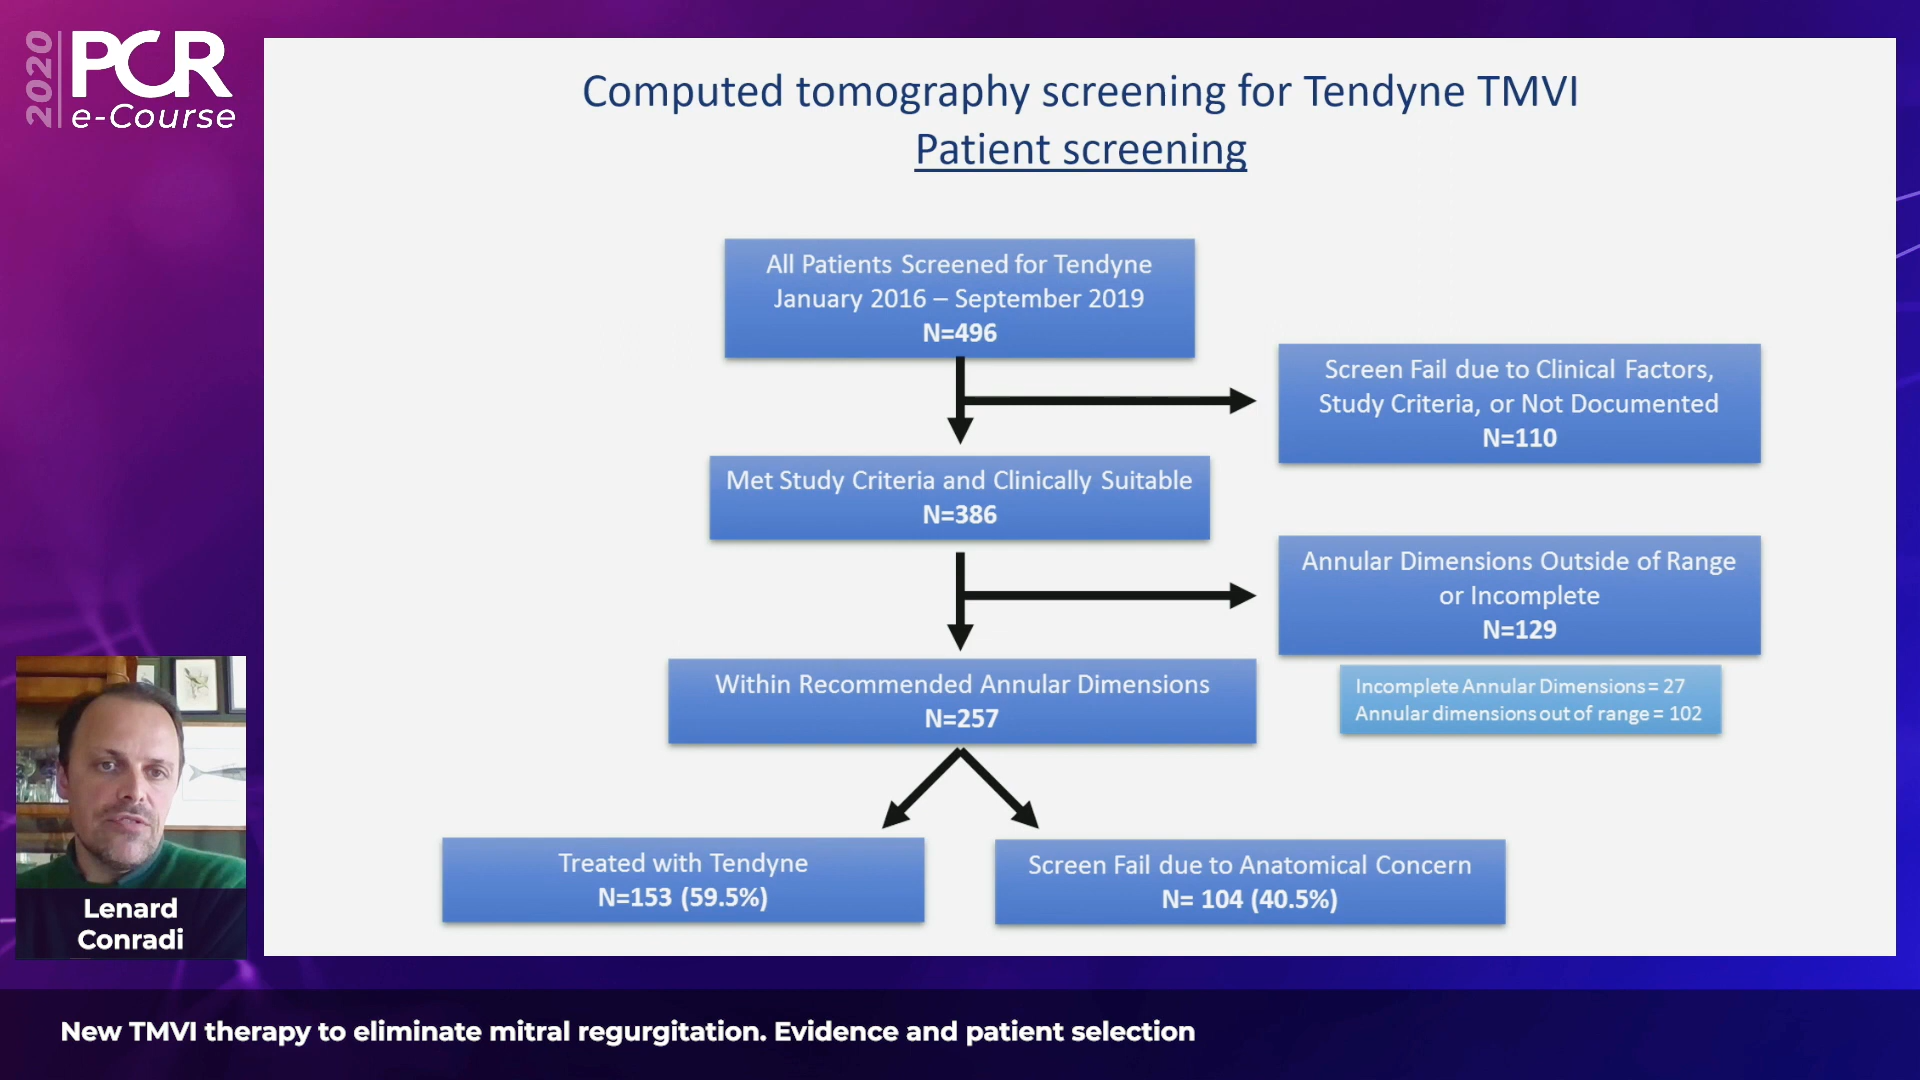 2020
PCR
e-Course
Computed tomography screening for Tendyne TMVI
Patient screening
All Patients Screened for Tendyne
January 2016 – September 2019
N=496
Screen Fail due to Clinical Factors,
Study Criteria, or Not Documented
N=110
Met Study Criteria and Clinically Suitable
N=386
Annular Dimensions Outside of Range
or Incomplete
N=129
Incomplete Annular Dimensions = 27
Annular dimensions out of range = 102
Within Recommended Annular Dimensions
N=257
Treated with Tendyne
N=153 (59.5%)
Screen Fail due to Anatomical Concern
N= 104 (40.5%)
Lenard
Conradi
New TMVI therapy to eliminate mitral regurgitation. Evidence and patient selection